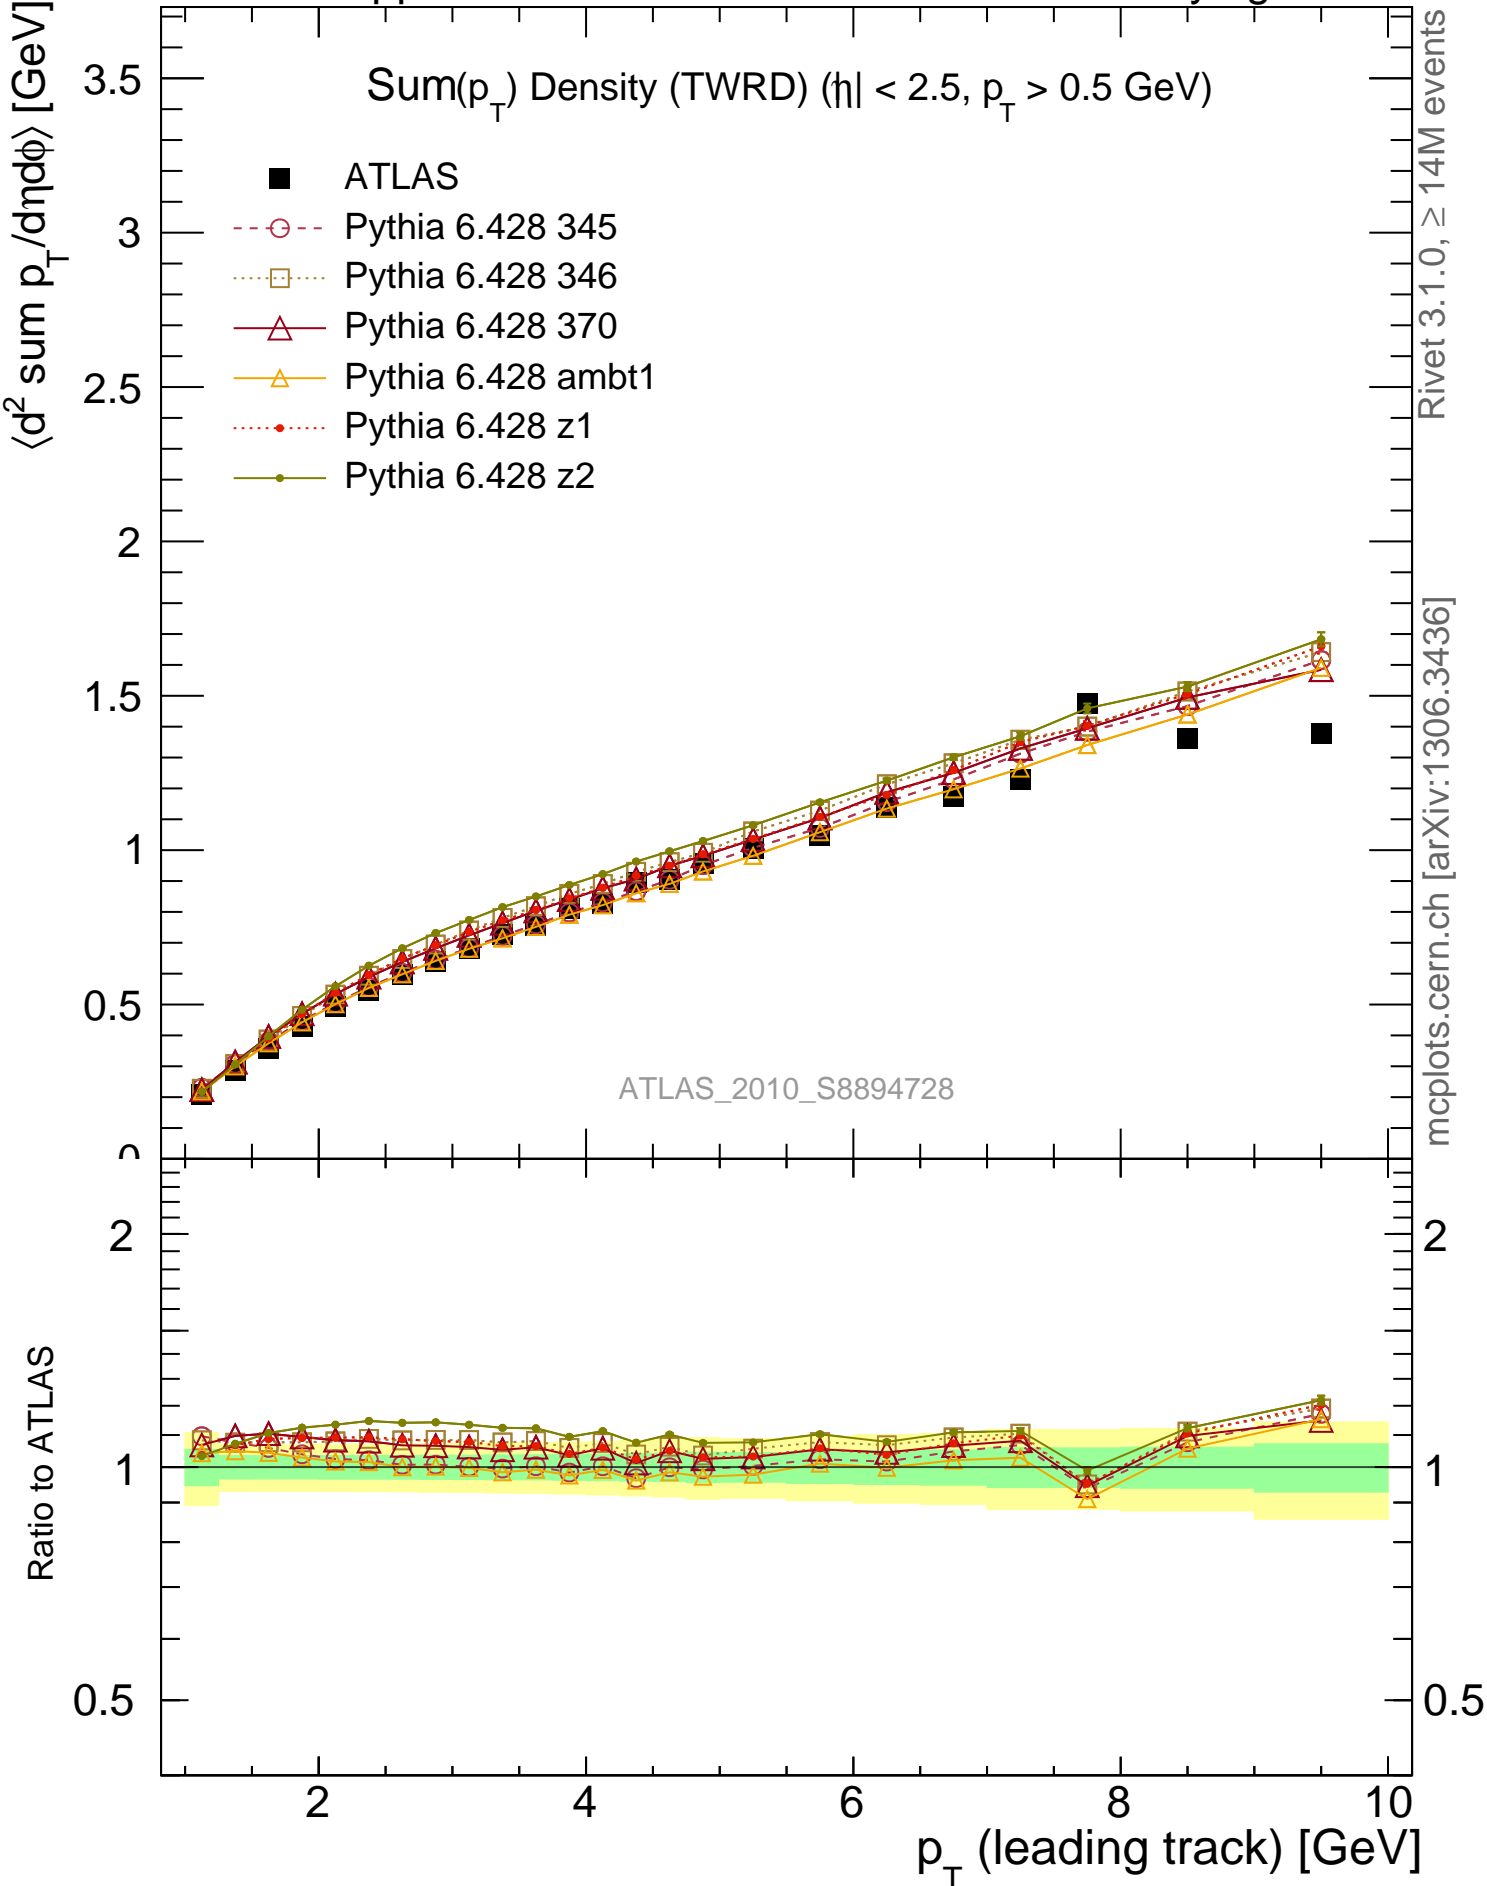 Sum(p_T) Density (TWRD) (|η| < 2.5, p_T > 0.5 GeV)
⟨d² sum p_T/dηdϕ⟩ [GeV]
ATLAS
Pythia 6.428 345
Pythia 6.428 346
Pythia 6.428 370
Pythia 6.428 ambt1
Pythia 6.428 z1
Pythia 6.428 z2
3.5
3
2.5
2
1.5
1
0.5
0
ATLAS_2010_S8894728
Rivet 3.1.0, ≥ 14M events
mcplots.cern.ch [arXiv:1306.3436]
Ratio to ATLAS
2
1
0.5
2
1
0.5
2 4 6 8 10
p_T (leading track) [GeV]